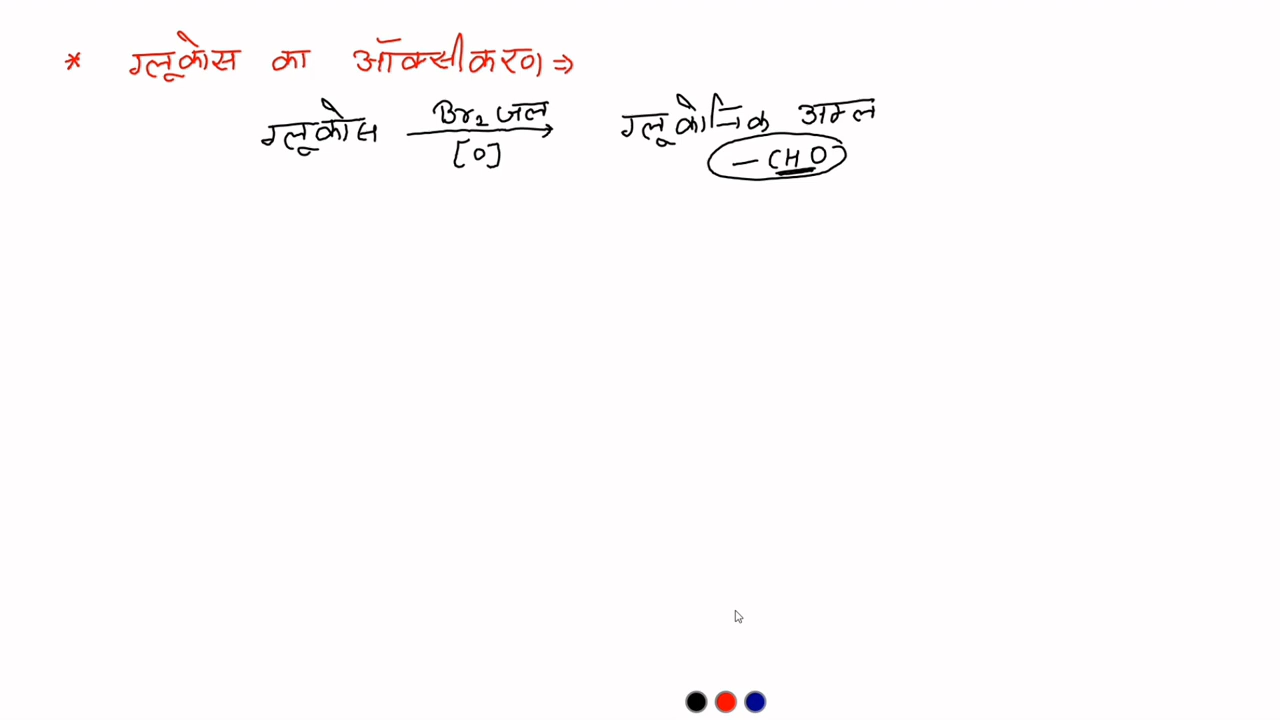 * ग्लूकोस का ऑक्सीकरण ⇒
ग्लूकोस Br₂ जल [O] → ग्लूकोनिक अम्ल
— CHO